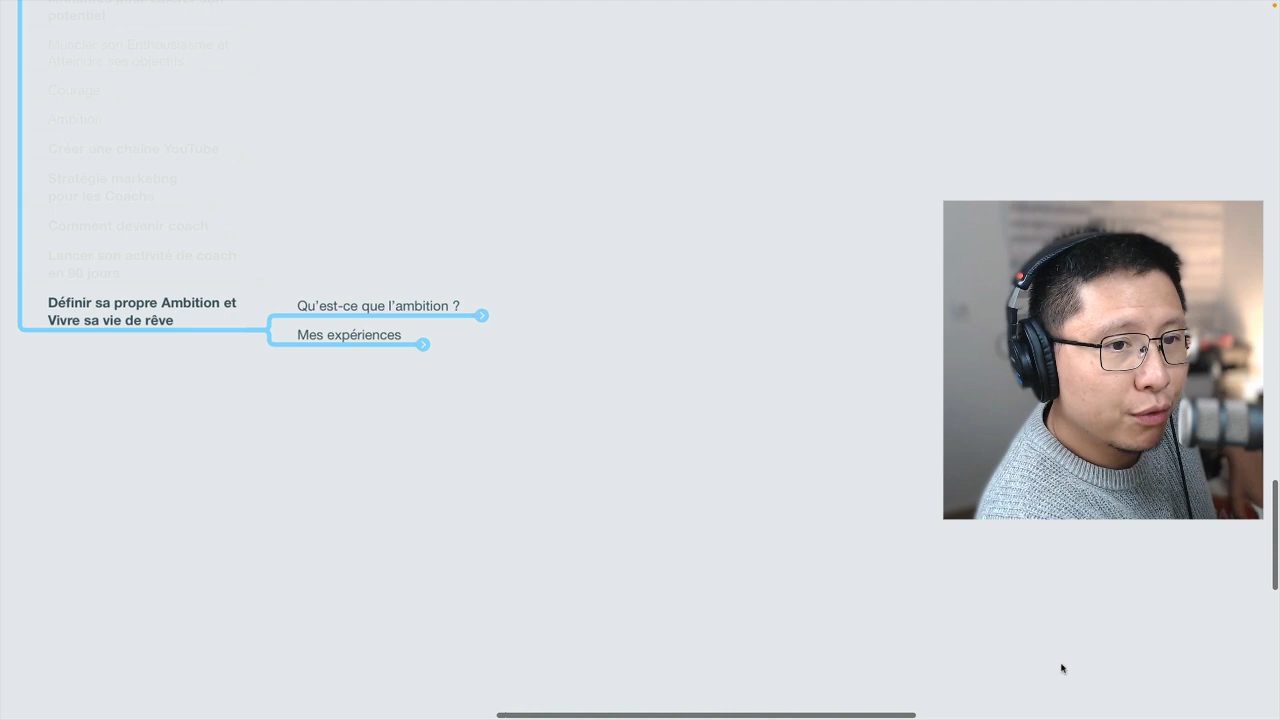 potentiel
Muscler son Enthousiasme et
Atteindre ses objectifs
Courage
Ambition
Créer une chaîne YouTube
Stratégie marketing
pour les Coachs
Comment devenir coach
Lancer son activité de coach
en 90 jours
Définir sa propre Ambition et
Vivre sa vie de rêve
Qu’est-ce que l’ambition ?
Mes expériences